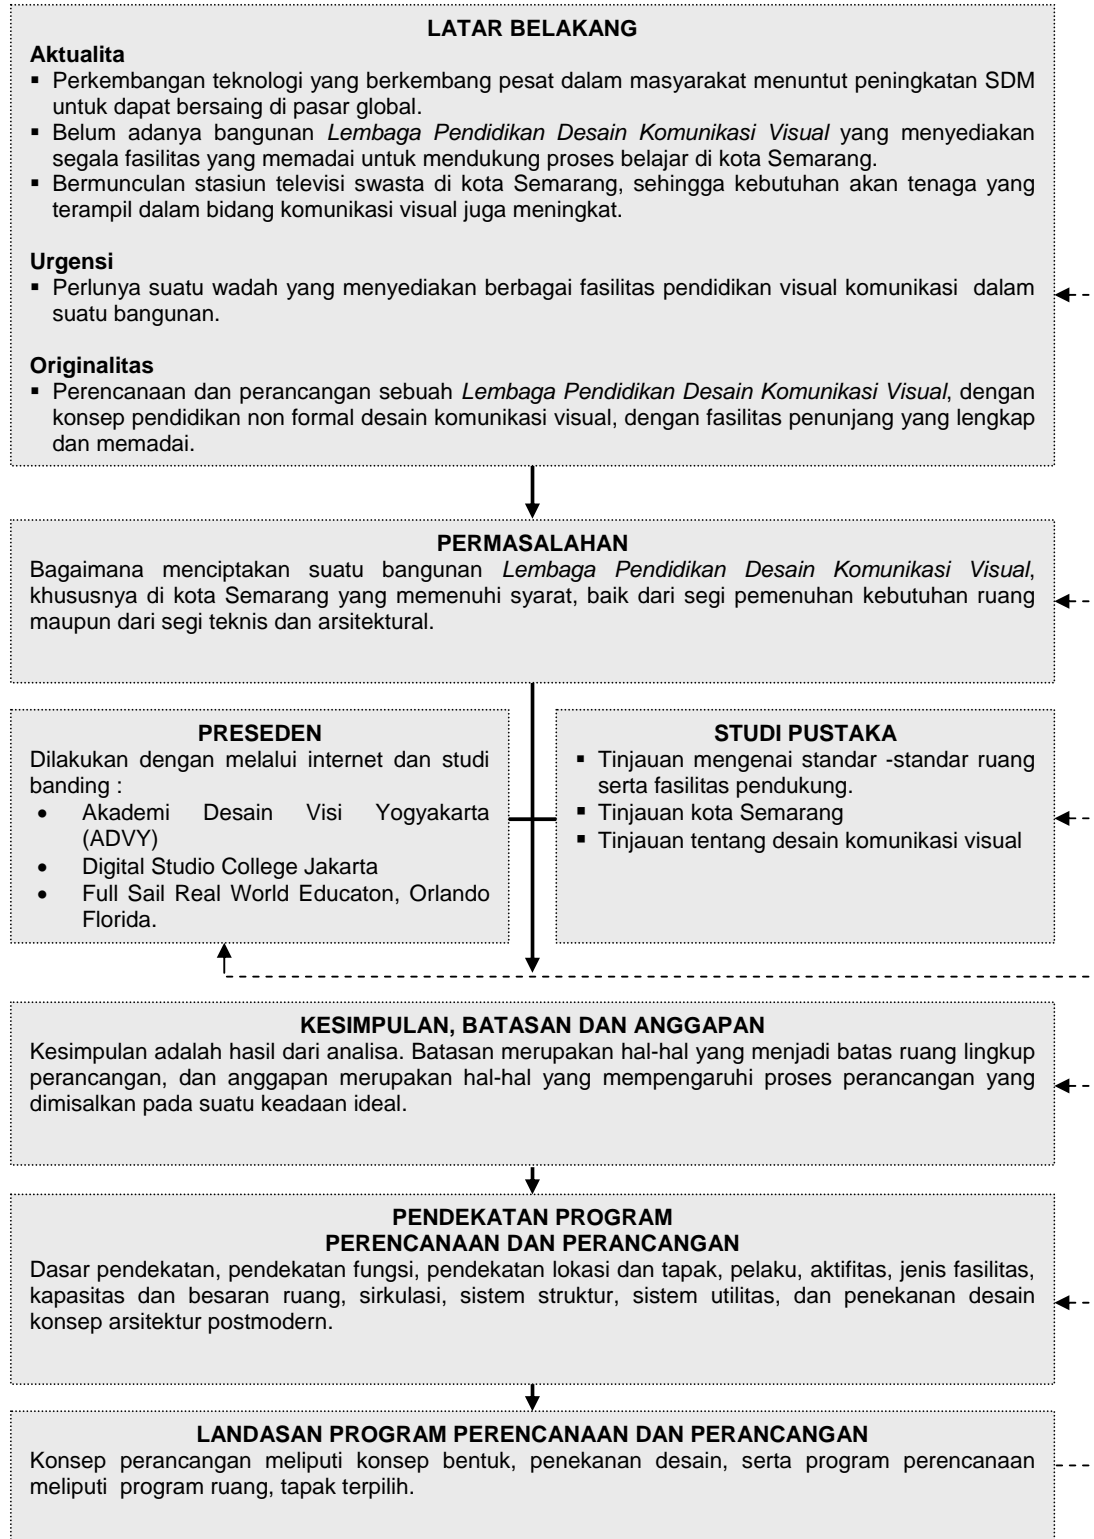 LATAR BELAKANG
Aktualita
▪ Perkembangan teknologi yang berkembang pesat dalam masyarakat menuntut peningkatan SDM
untuk dapat bersaing di pasar global.
▪ Belum adanya bangunan Lembaga Pendidikan Desain Komunikasi Visual yang menyediakan
segala fasilitas yang memadai untuk mendukung proses belajar di kota Semarang.
▪ Bermunculan stasiun televisi swasta di kota Semarang, sehingga kebutuhan akan tenaga yang
terampil dalam bidang komunikasi visual juga meningkat.
Urgensi
▪ Perlunya suatu wadah yang menyediakan berbagai fasilitas pendidikan visual komunikasi dalam
suatu bangunan.
Originalitas
▪ Perencanaan dan perancangan sebuah Lembaga Pendidikan Desain Komunikasi Visual, dengan
konsep pendidikan non formal desain komunikasi visual, dengan fasilitas penunjang yang lengkap
dan memadai.
PERMASALAHAN
Bagaimana menciptakan suatu bangunan Lembaga Pendidikan Desain Komunikasi Visual,
khususnya di kota Semarang yang memenuhi syarat, baik dari segi pemenuhan kebutuhan ruang
maupun dari segi teknis dan arsitektural.
PRESEDEN
Dilakukan dengan melalui internet dan studi
banding :
• Akademi Desain Visi Yogyakarta
(ADVY)
• Digital Studio College Jakarta
• Full Sail Real World Educaton, Orlando
Florida.
STUDI PUSTAKA
▪ Tinjauan mengenai standar -standar ruang
serta fasilitas pendukung.
▪ Tinjauan kota Semarang
▪ Tinjauan tentang desain komunikasi visual
KESIMPULAN, BATASAN DAN ANGGAPAN
Kesimpulan adalah hasil dari analisa. Batasan merupakan hal-hal yang menjadi batas ruang lingkup
perancangan, dan anggapan merupakan hal-hal yang mempengaruhi proses perancangan yang
dimisalkan pada suatu keadaan ideal.
PENDEKATAN PROGRAM
PERENCANAAN DAN PERANCANGAN
Dasar pendekatan, pendekatan fungsi, pendekatan lokasi dan tapak, pelaku, aktifitas, jenis fasilitas,
kapasitas dan besaran ruang, sirkulasi, sistem struktur, sistem utilitas, dan penekanan desain
konsep arsitektur postmodern.
LANDASAN PROGRAM PERENCANAAN DAN PERANCANGAN
Konsep perancangan meliputi konsep bentuk, penekanan desain, serta program perencanaan
meliputi program ruang, tapak terpilih.